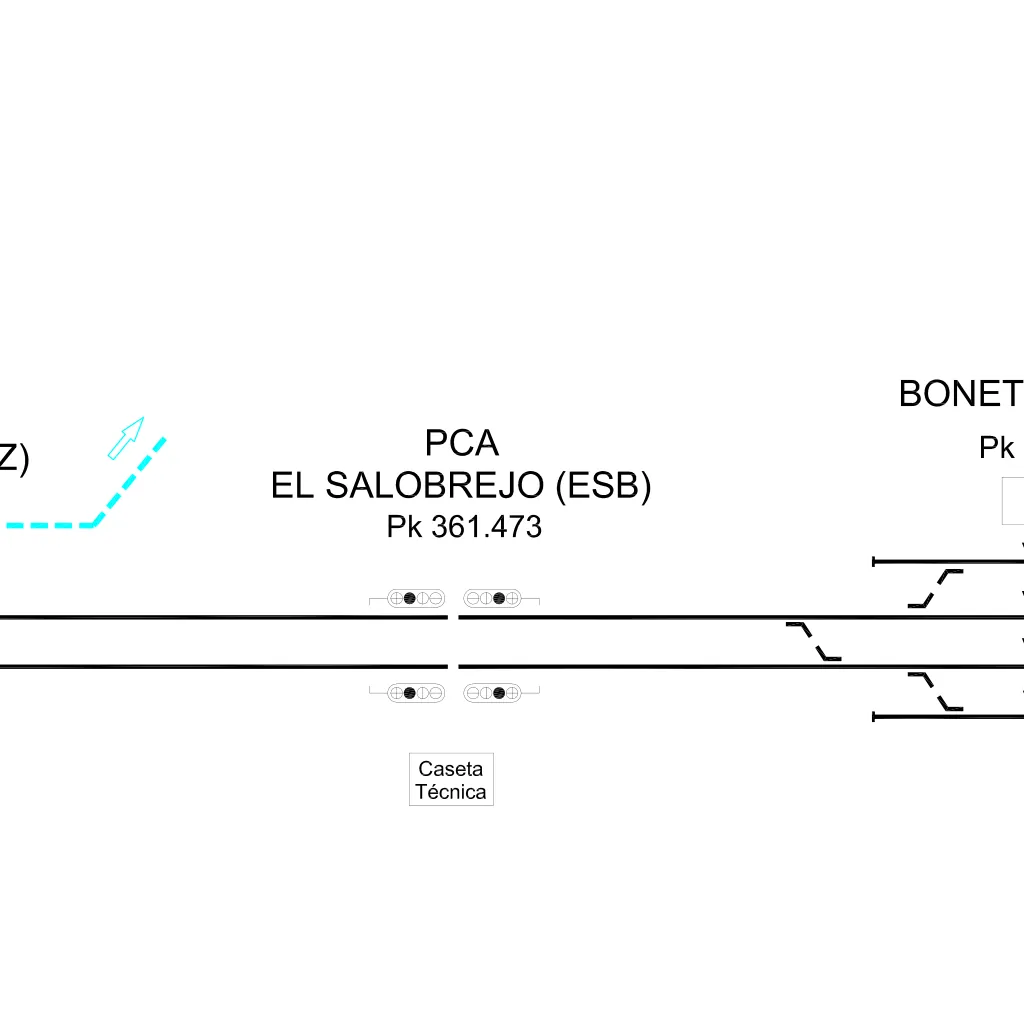 BONET
Z)
PCA
EL SALOBREJO (ESB)
Pk 361.473
Pk
Caseta
Técnica